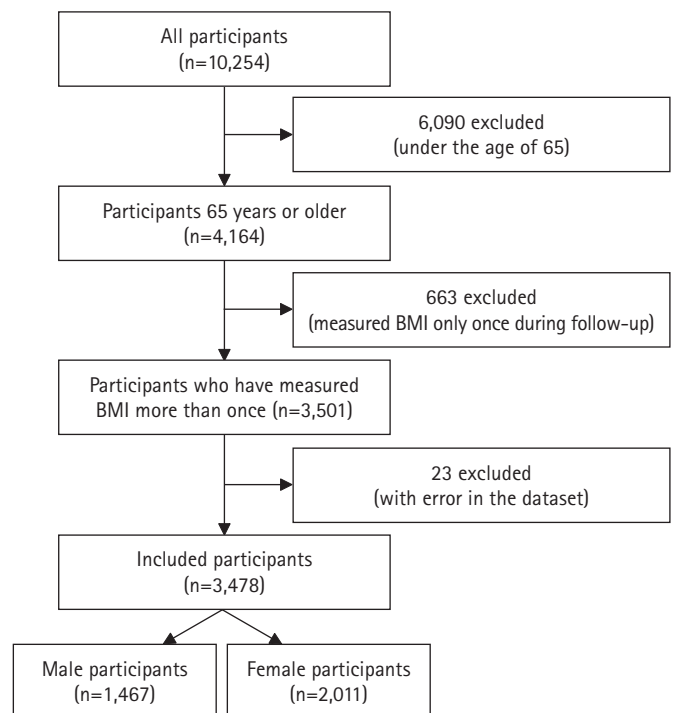 All participants
(n=10,254)
6,090 excluded
(under the age of 65)
Participants 65 years or older
(n=4,164)
663 excluded
(measured BMI only once during follow-up)
Participants who have measured
BMI more than once (n=3,501)
23 excluded
(with error in the dataset)
Included participants
(n=3,478)
Male participants
(n=1,467)
Female participants
(n=2,011)